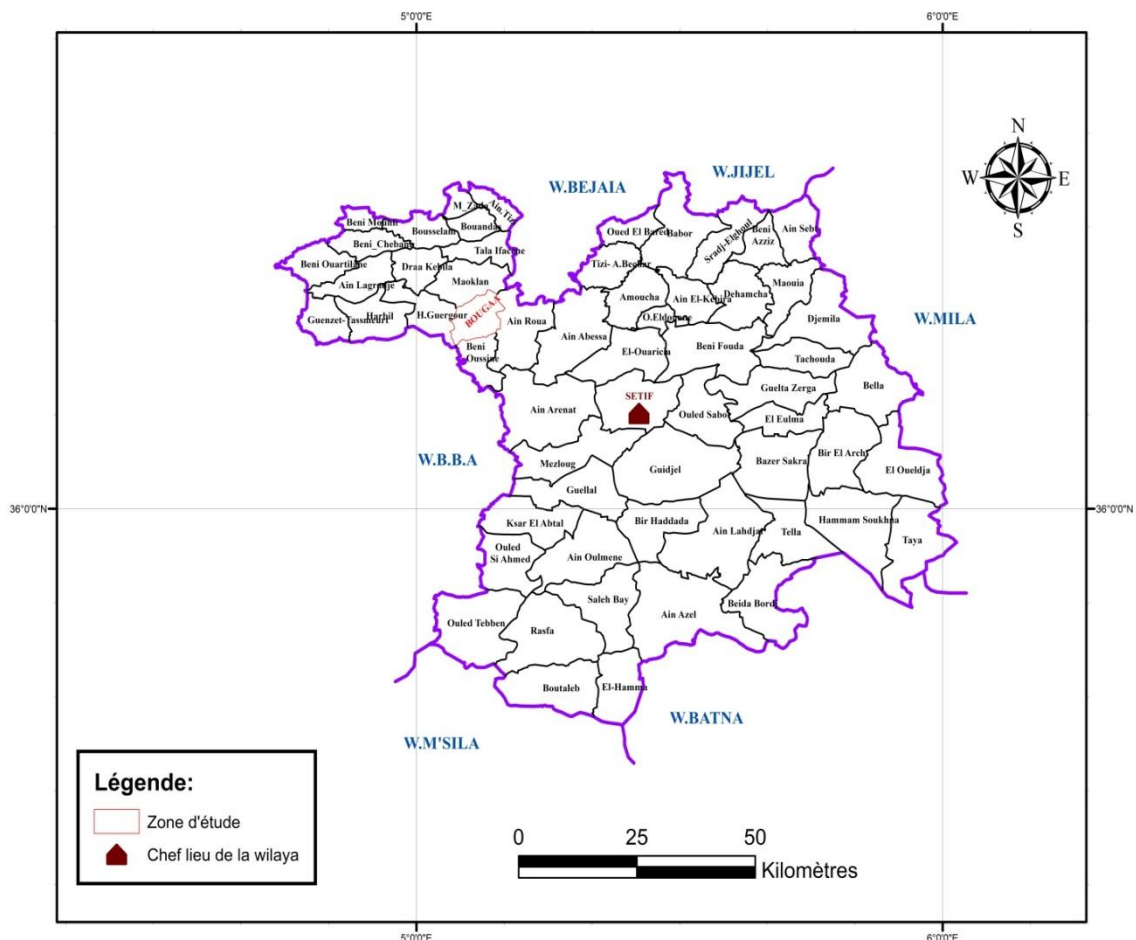 5°0'0"E
6°0'0"E
N
W
E
S
W.JIJEL
W.BEJAIA
M_Zada
Ain.Tiz
Beni Mouhli
Bousselam
Bouandas
Oued El Bared
Babor
Sradj-Elghoul
Beni
Azziz
Ain Sebt
Beni_Chebana
Tala Ifacene
Beni Ouartilane
Draa Kebila
Tizi- A.Bechar
Ain Lagradje
Maoklan
Amoucha
Ain El-Kebira
Dehamcha
Maouia
Guenzet-Tassmeurt
Harbil
H.Guergour
BOUGAA
Ain Roua
O.Eldouane
Djemila
W.MILA
Ain Abessa
Beni
Oussine
El-Ouaricia
Beni Fouda
Tachouda
Bella
Guelta Zerga
SETIF
Ain Arenat
Ouled Sabor
El Eulma
W.B.B.A
Mezloug
Guidjel
Bazer Sakra
Bir El Arch
El Oueldja
Guellal
36°0'0"N
36°0'0"N
Ksar El Abtal
Bir Haddada
Ain Lahdjar
Tella
Hammam Soukhna
Taya
Ouled
Si Ahmed
Ain Oulmene
Saleh Bay
Ain Azel
Beida Bordj
Ouled Tebben
Rasfa
Boutaleb
El-Hamma
W.BATNA
W.M'SILA
Légende:
Zone d'étude
Chef lieu de la wilaya
0 25 50
Kilomètres
5°0'0"E
6°0'0"E